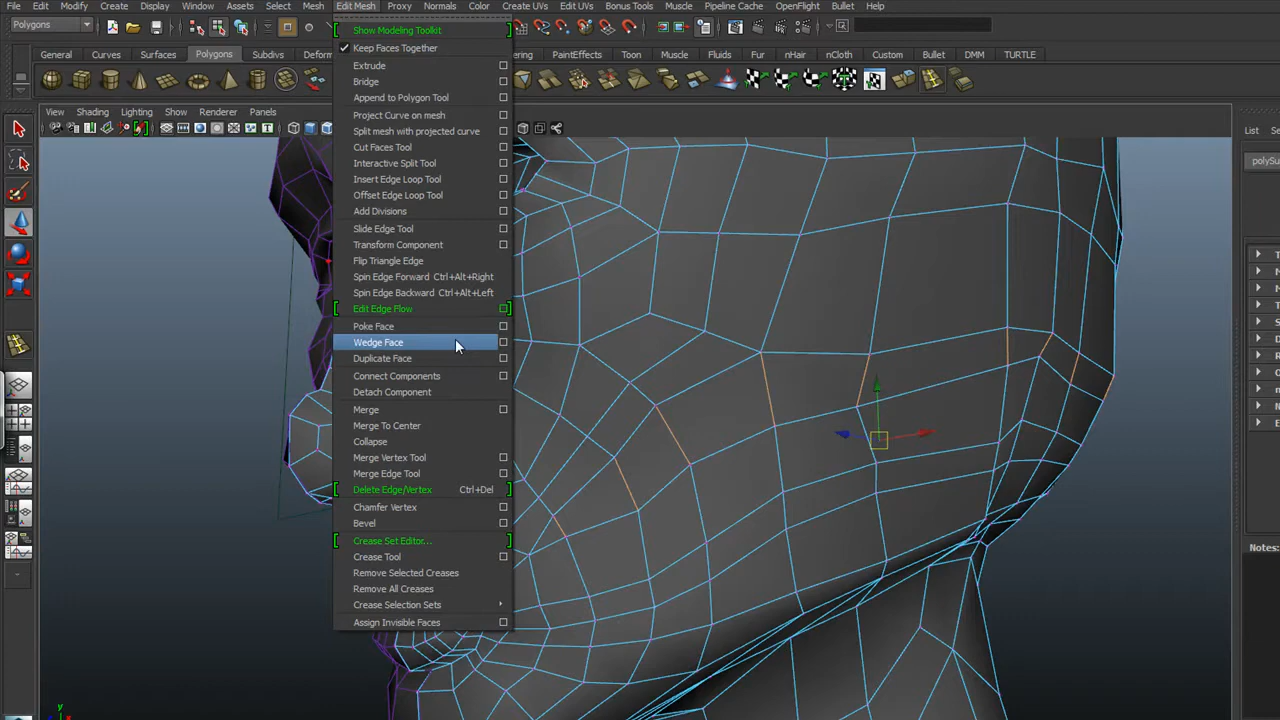 File Edit Modify Create Display Window Assets Select Mesh Edit Mesh Proxy Normals Color Create UVs Edit UVs Bonus Tools Muscle Pipeline Cache OpenFlight Bullet Help
Polygons
General Curves Surfaces Polygons Subdivs PaintEffects Toon Muscle Fluids Fur nHair nCloth Custom Bullet DMM TURTLE
View Shading Lighting Show Renderer Panels
List
Show Modeling Toolkit
Keep Faces Together
Extrude
Bridge
Append to Polygon Tool
Project Curve on mesh
Split mesh with projected curve
Cut Faces Tool
Interactive Split Tool
Insert Edge Loop Tool
Offset Edge Loop Tool
Add Divisions
Slide Edge Tool
Transform Component
Flip Triangle Edge
Spin Edge Forward Ctrl+Alt+Right
Spin Edge Backward Ctrl+Alt+Left
Edit Edge Flow
Poke Face
Wedge Face
Duplicate Face
Connect Components
Detach Component
Merge
Merge To Center
Collapse
Merge Vertex Tool
Merge Edge Tool
Delete Edge/Vertex Ctrl+Del
Chamfer Vertex
Bevel
Crease Set Editor...
Crease Tool
Remove Selected Creases
Remove All Creases
Crease Selection Sets
Assign Invisible Faces
Notes:
y